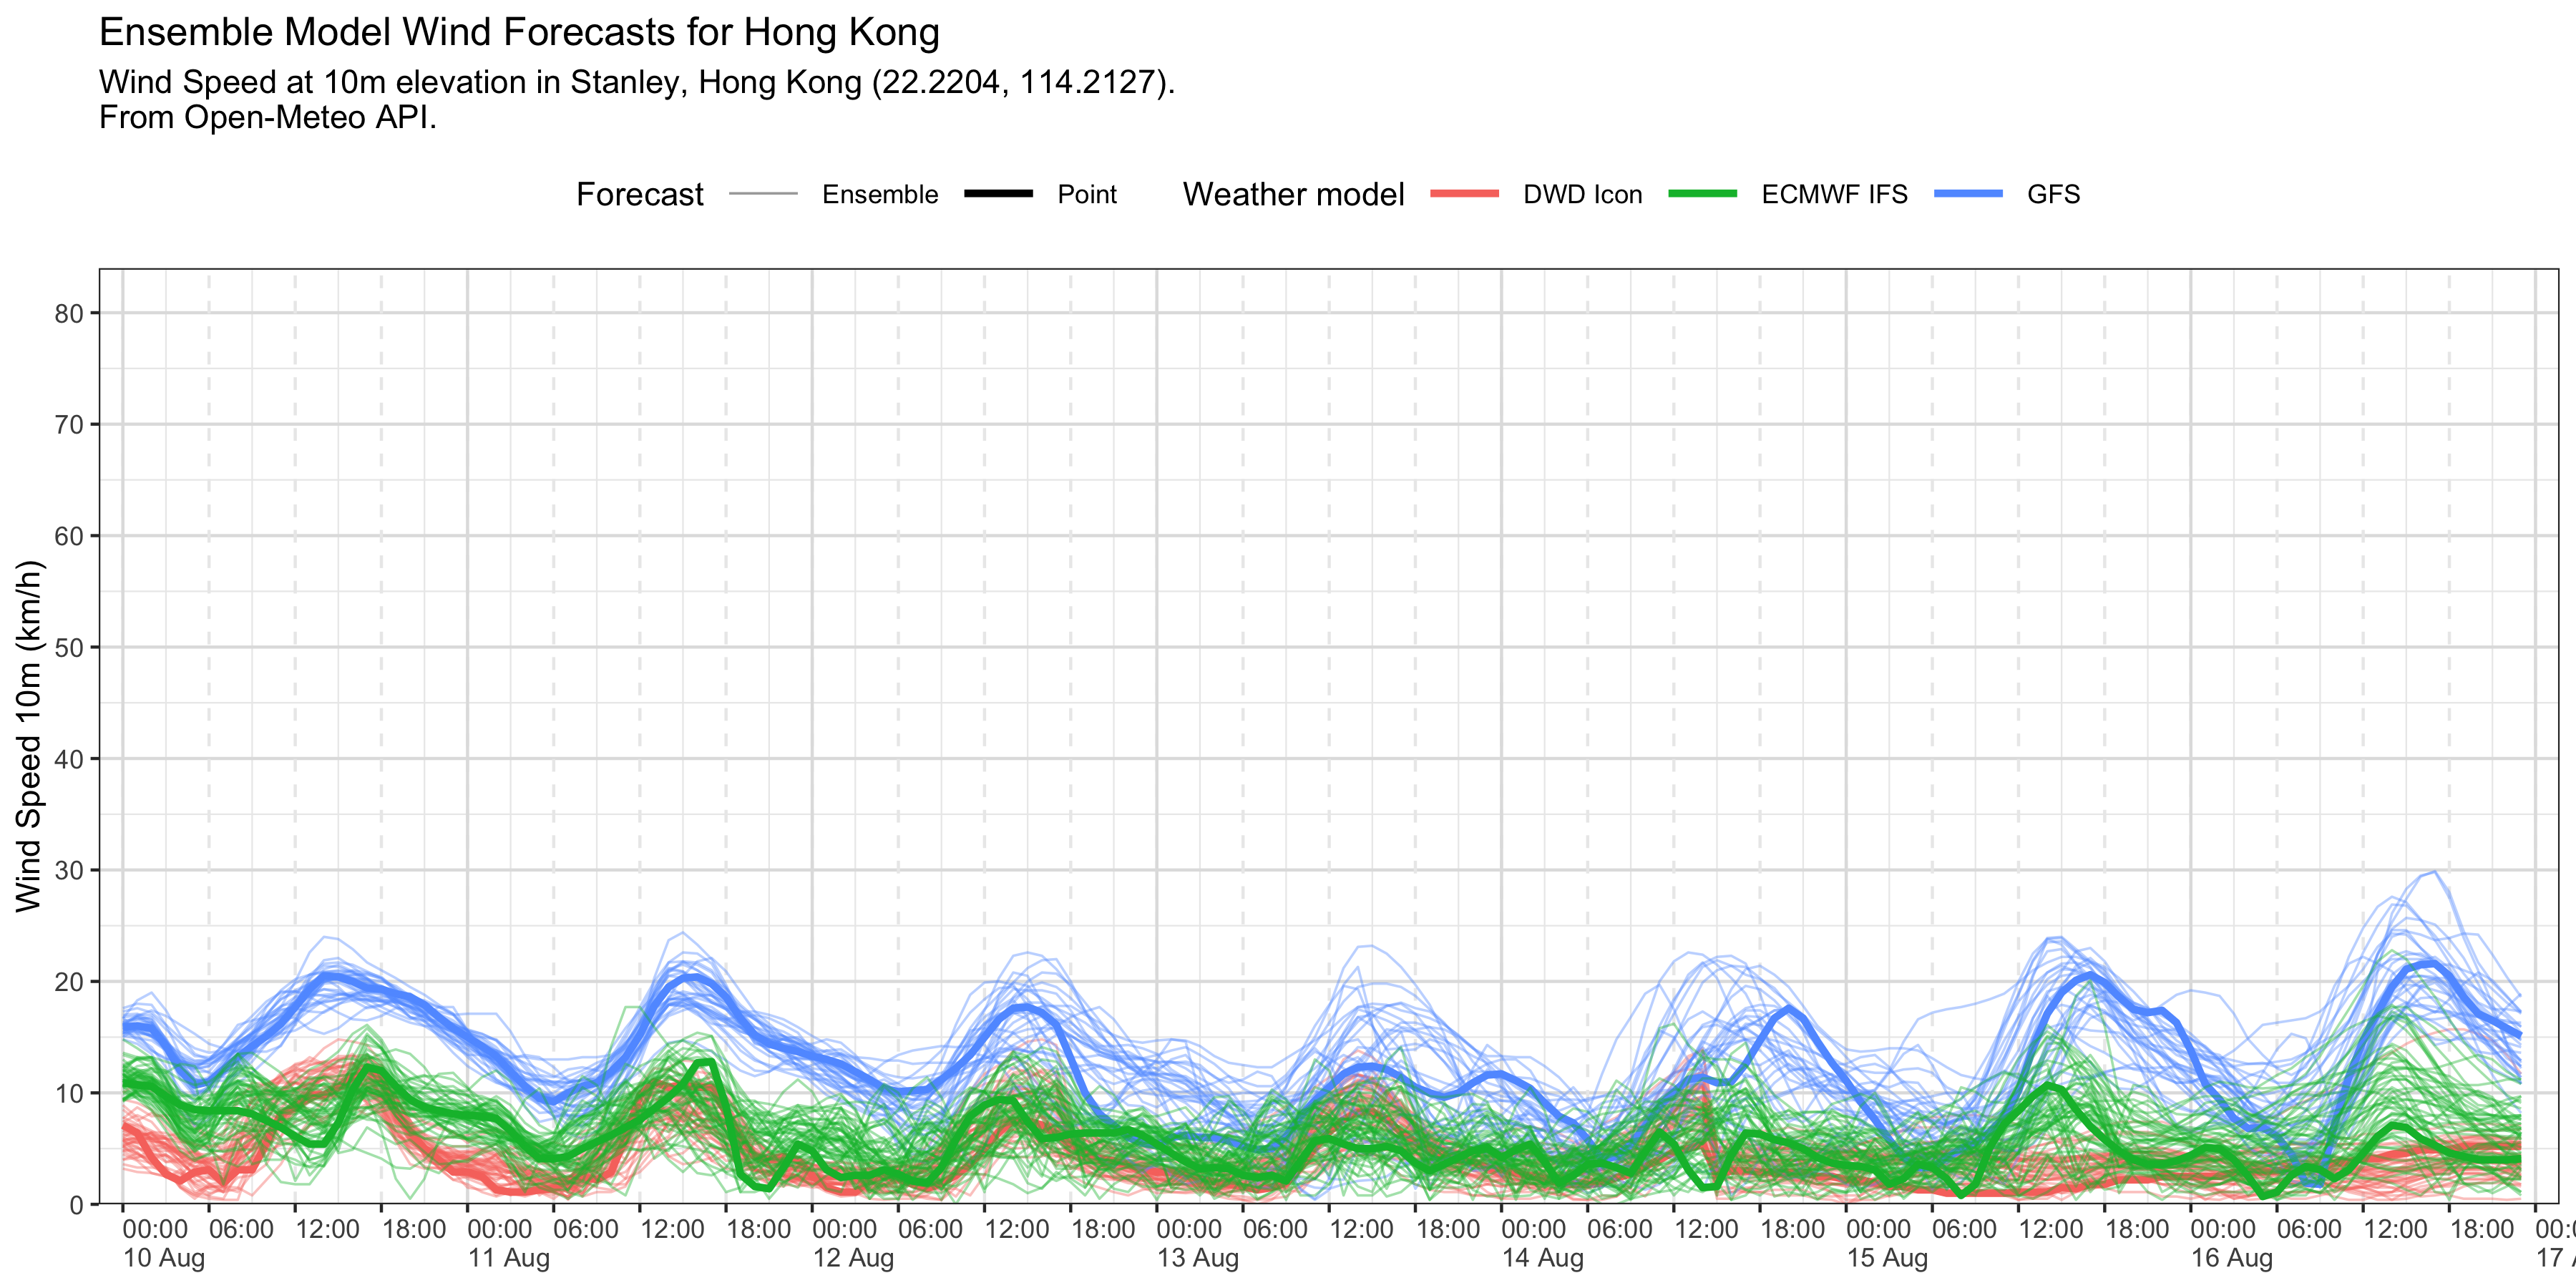 Ensemble Model Wind Forecasts for Hong Kong
Wind Speed at 10m elevation in Stanley, Hong Kong (22.2204, 114.2127).
From Open-Meteo API.
Forecast Ensemble Point Weather model DWD Icon ECMWF IFS GFS
Wind Speed 10m (km/h)
80
70
60
50
40
30
20
10
0
00:00 06:00 12:00 18:00 00:00 06:00 12:00 18:00 00:00 06:00 12:00 18:00 00:00 06:00 12:00 18:00 00:00 06:00 12:00 18:00 00:00 06:00 12:00 18:00 00:00 06:00 12:00 18:00
10 Aug 11 Aug 12 Aug 13 Aug 14 Aug 15 Aug 16 Aug 17